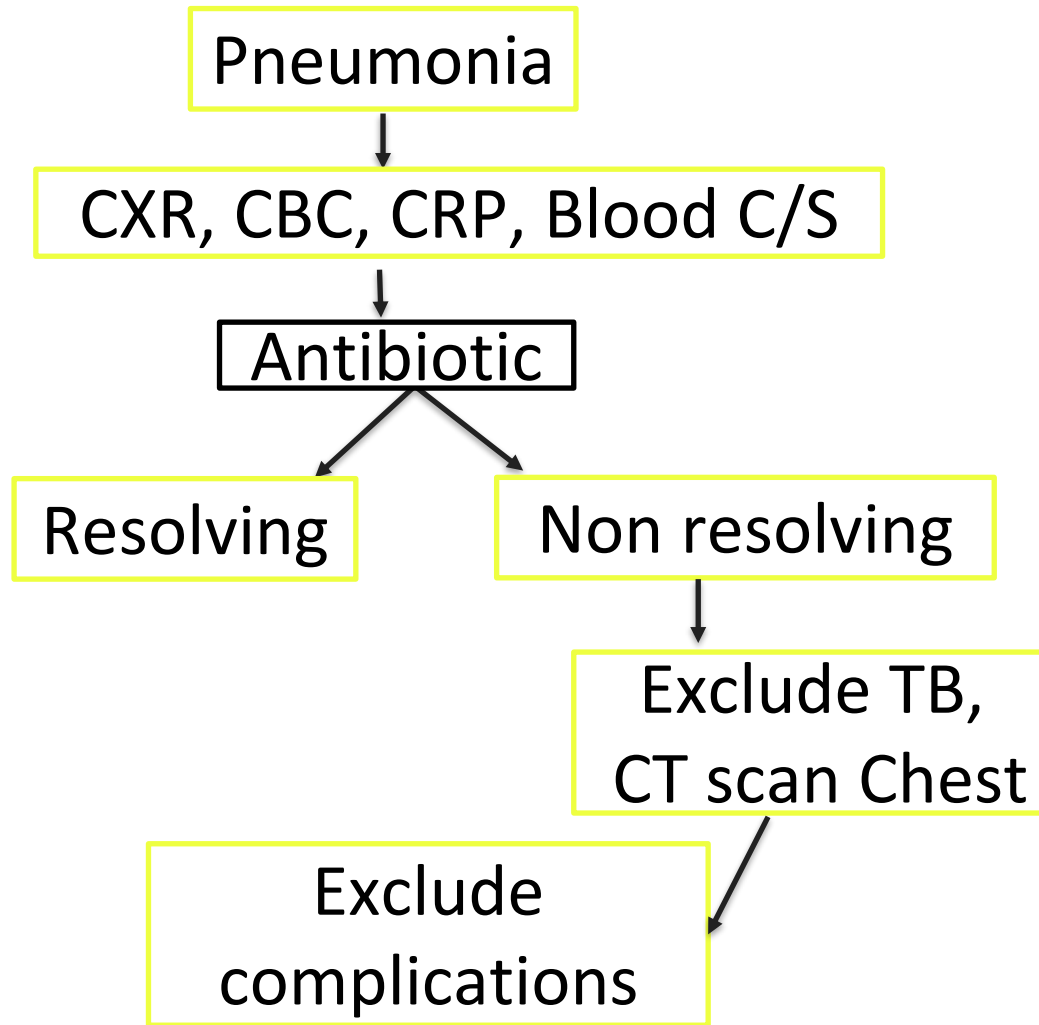 Pneumonia
CXR, CBC, CRP, Blood C/S
Antibiotic
Resolving
Non resolving
Exclude TB,
CT scan Chest
Exclude
complications